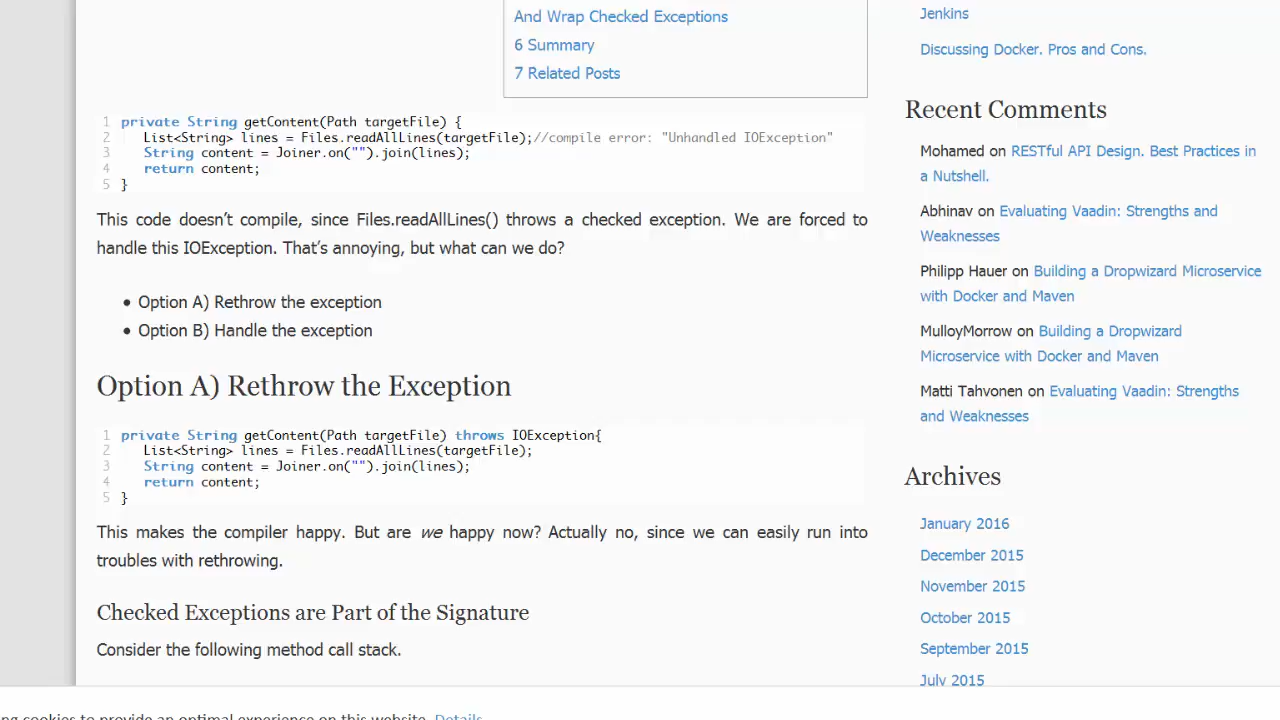 And Wrap Checked Exceptions
6 Summary
7 Related Posts
1 private String getContent(Path targetFile) {
2 List<String> lines = Files.readAllLines(targetFile);//compile error: "Unhandled IOException"
3 String content = Joiner.on("").join(lines);
4 return content;
5 }
This code doesn’t compile, since Files.readAllLines() throws a checked exception. We are forced to
handle this IOException. That’s annoying, but what can we do?
• Option A) Rethrow the exception
• Option B) Handle the exception
Option A) Rethrow the Exception
1 private String getContent(Path targetFile) throws IOException{
2 List<String> lines = Files.readAllLines(targetFile);
3 String content = Joiner.on("").join(lines);
4 return content;
5 }
This makes the compiler happy. But are we happy now? Actually no, since we can easily run into
troubles with rethrowing.
Checked Exceptions are Part of the Signature
Consider the following method call stack.
Jenkins
Discussing Docker. Pros and Cons.
Recent Comments
Mohamed on RESTful API Design. Best Practices in
a Nutshell.
Abhinav on Evaluating Vaadin: Strengths and
Weaknesses
Philipp Hauer on Building a Dropwizard Microservice
with Docker and Maven
MulloyMorrow on Building a Dropwizard
Microservice with Docker and Maven
Matti Tahvonen on Evaluating Vaadin: Strengths
and Weaknesses
Archives
January 2016
December 2015
November 2015
October 2015
September 2015
July 2015
ng cookies to provide an optimal experience on this website. Details